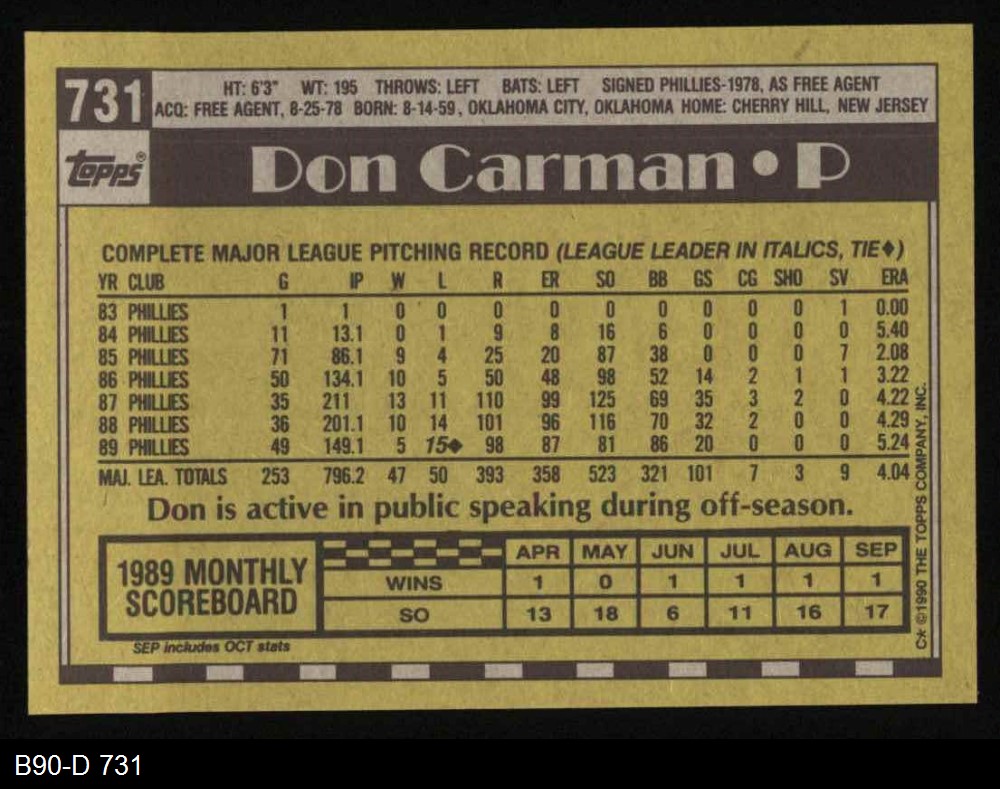 731
HT: 6'3" WT: 195 THROWS: LEFT BATS: LEFT SIGNED PHILLIES-1978, AS FREE AGENT
ACQ: FREE AGENT, 8-25-78 BORN: 8-14-59, OKLAHOMA CITY, OKLAHOMA HOME: CHERRY HILL, NEW JERSEY
topps®
Don Carman • P
COMPLETE MAJOR LEAGUE PITCHING RECORD (LEAGUE LEADER IN ITALICS, TIE♦)
YR CLUB G IP W L R ER SO BB GS CG SHO SV ERA
83 PHILLIES 1 1 0 0 0 0 0 0 0 0 0 1 0.00
84 PHILLIES 11 13.1 0 1 9 8 16 6 0 0 0 0 5.40
85 PHILLIES 71 86.1 9 4 25 20 87 38 0 0 0 7 2.08
86 PHILLIES 50 134.1 10 5 50 48 98 52 14 2 1 1 3.22
87 PHILLIES 35 211 13 11 110 99 125 69 35 3 2 0 4.22
88 PHILLIES 36 201.1 10 14 101 96 116 70 32 2 0 0 4.29
89 PHILLIES 49 149.1 5 15♦ 98 87 81 86 20 0 0 0 5.24
MAJ. LEA. TOTALS 253 796.2 47 50 393 358 523 321 101 7 3 9 4.04
Don is active in public speaking during off-season.
1989 MONTHLY
SCOREBOARD
APR MAY JUN JUL AUG SEP
WINS 1 0 1 1 1 1
SO 13 18 6 11 16 17
SEP includes OCT stats
C* ©1990 THE TOPPS COMPANY, INC.
B90-D 731